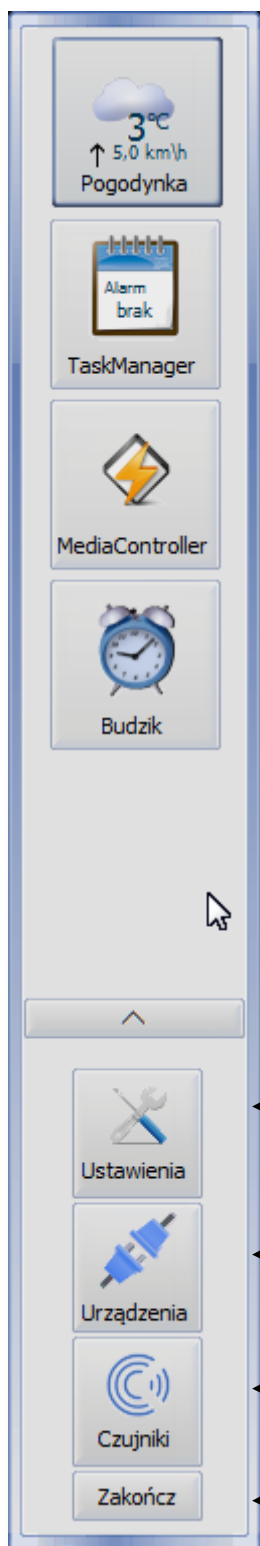 3°C
↑ 5,0 km\h
Pogodynka
Alarm
brak
TaskManager
MediaController
Budzik
Ustawienia
Urządzenia
Czujniki
Zakończ